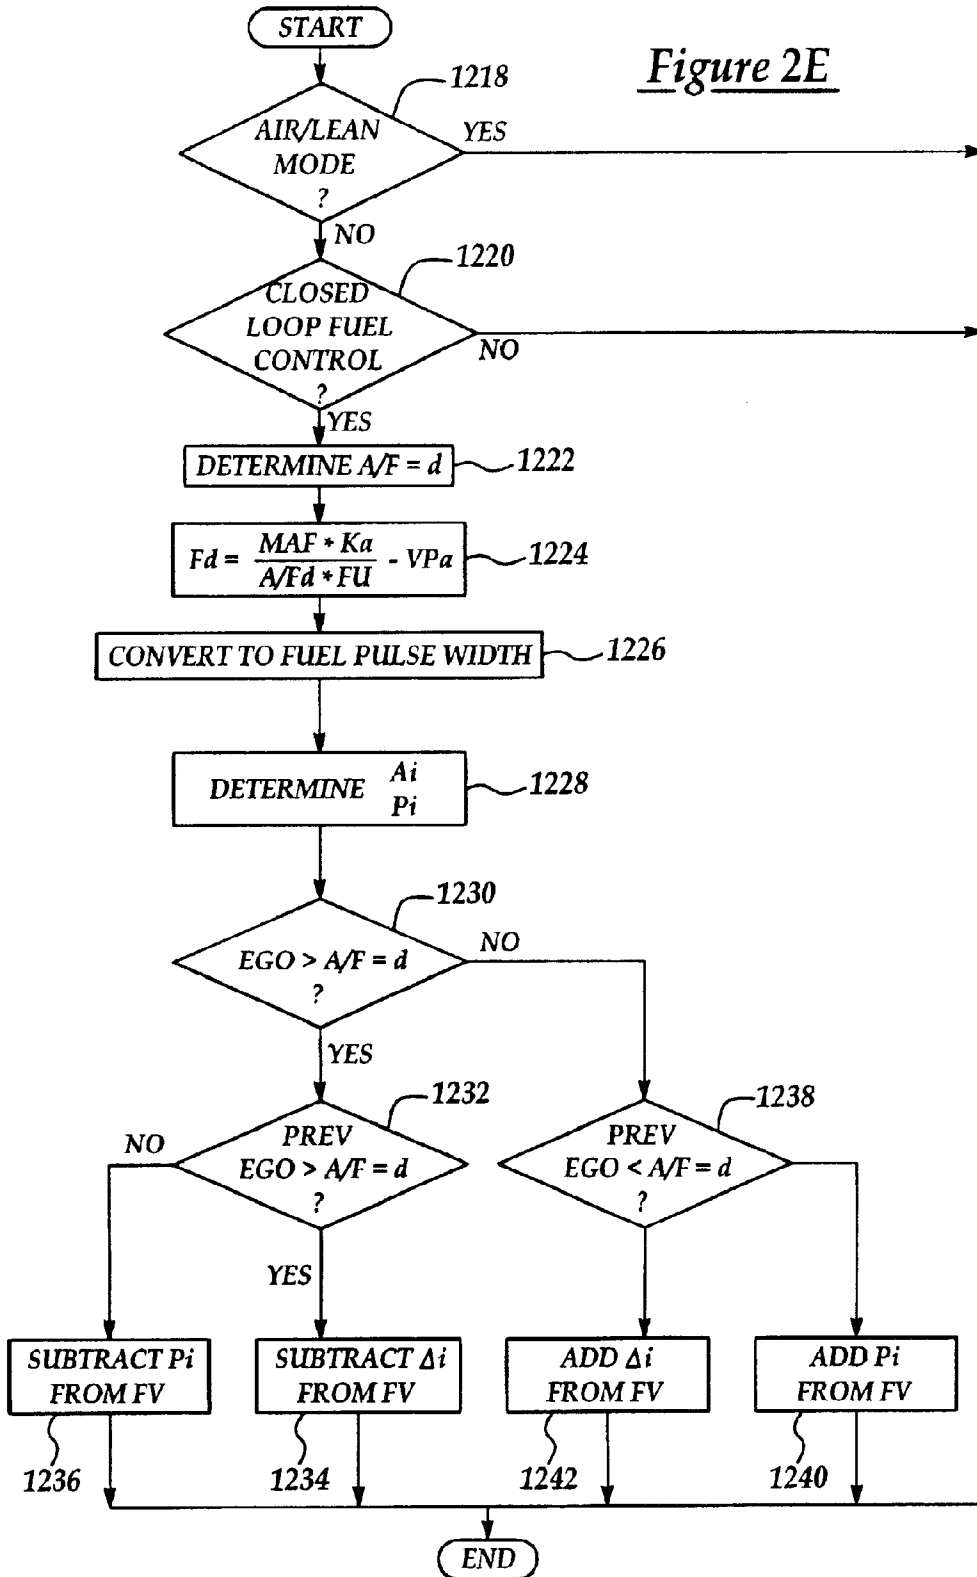 START
Figure 2E
1218
AIR/LEAN
MODE
?
YES
NO
1220
CLOSED
LOOP FUEL
CONTROL
?
NO
YES
DETERMINE A/F = d
1222
Fd = MAF * Ka / A/Fd * FU - VPa
1224
CONVERT TO FUEL PULSE WIDTH
1226
DETERMINE Ai
Pi
1228
1230
EGO > A/F = d
?
NO
YES
1232
PREV
EGO > A/F = d
?
NO
YES
1238
PREV
EGO < A/F = d
?
SUBTRACT Pi
FROM FV
1236
SUBTRACT Δi
FROM FV
1234
ADD Δi
FROM FV
1242
ADD Pi
FROM FV
1240
END